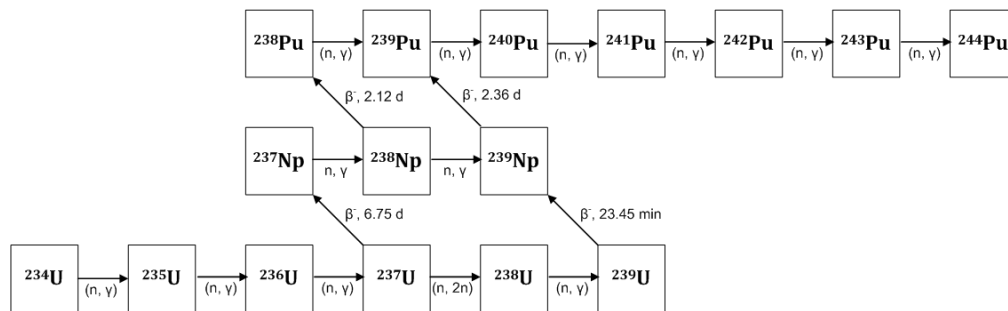 ²³⁸Pu ²³⁹Pu ²⁴⁰Pu ²⁴¹Pu ²⁴²Pu ²⁴³Pu ²⁴⁴Pu
(n, γ) (n, γ) (n, γ) (n, γ) (n, γ) (n, γ)
β⁻, 2.12 d β⁻, 2.36 d
²³⁷Np ²³⁸Np ²³⁹Np
n, γ n, γ
β⁻, 6.75 d β⁻, 23.45 min
²³⁴U ²³⁵U ²³⁶U ²³⁷U ²³⁸U ²³⁹U
(n, γ) (n, γ) (n, γ) (n, 2n) (n, γ)